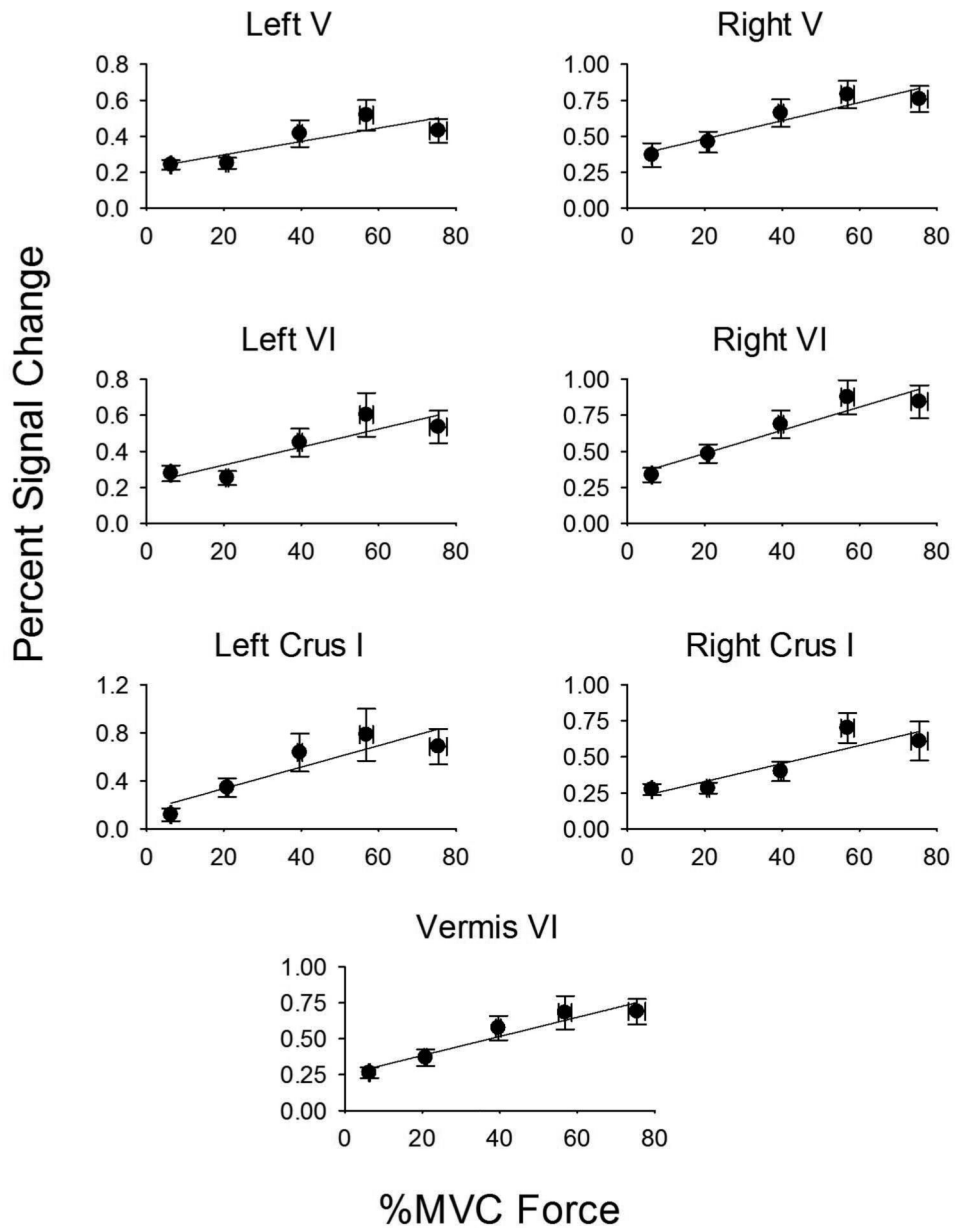 Percent Signal Change
Left V
0.8
0.6
0.4
0.2
0.0
0 20 40 60 80
Right V
1.00
0.75
0.50
0.25
0.00
0 20 40 60 80
Left VI
0.8
0.6
0.4
0.2
0.0
0 20 40 60 80
Right VI
1.00
0.75
0.50
0.25
0.00
0 20 40 60 80
Left Crus I
1.2
0.8
0.4
0.0
0 20 40 60 80
Right Crus I
1.00
0.75
0.50
0.25
0.00
0 20 40 60 80
Vermis VI
1.00
0.75
0.50
0.25
0.00
0 20 40 60 80
%MVC Force